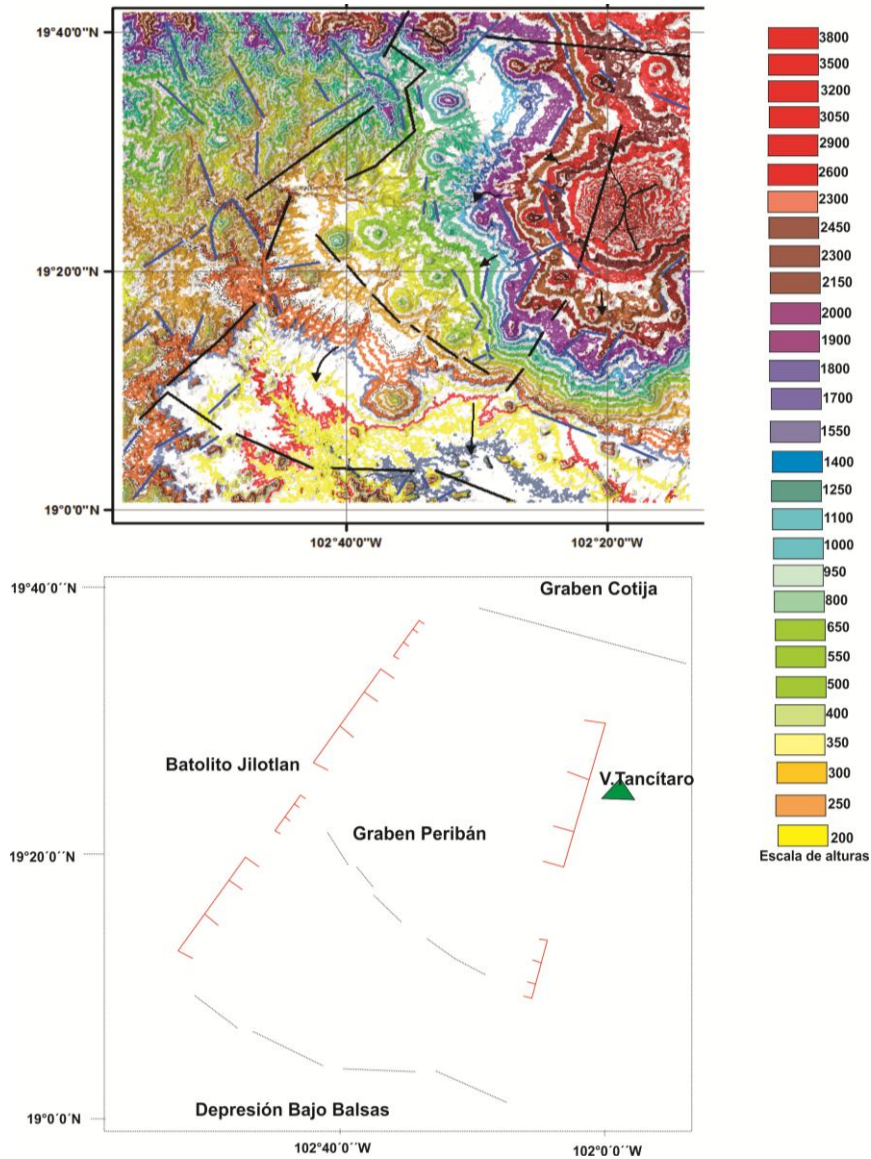 19°40'0"N
19°20'0"N
19°0'0"N
102°40'0"W
102°20'0"W
3800
3500
3200
3050
2900
2600
2300
2450
2300
2150
2000
1900
1800
1700
1550
1400
1250
1100
1000
950
800
650
550
500
400
350
300
250
200
Escala de alturas
19°40'0´´N
19°20'0´´N
19°0'0´´N
Graben Cotija
Batolito Jilotlan
V.Tancítaro
Graben Peribán
Depresión Bajo Balsas
102°40'0´´W
102°0'0´´W